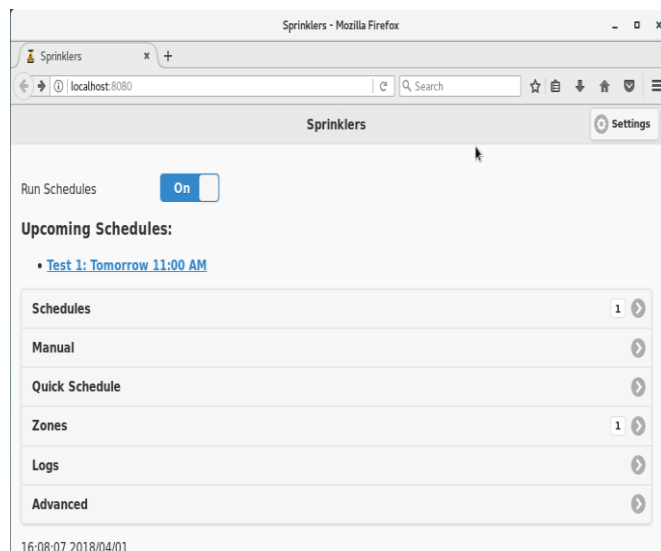 Sprinklers - Mozilla Firefox
Sprinklers
localhost:8080
Search
Sprinklers
Settings
Run Schedules
On
Upcoming Schedules:
• Test 1: Tomorrow 11:00 AM
Schedules 1
Manual
Quick Schedule
Zones 1
Logs
Advanced
16:08:07 2018/04/01